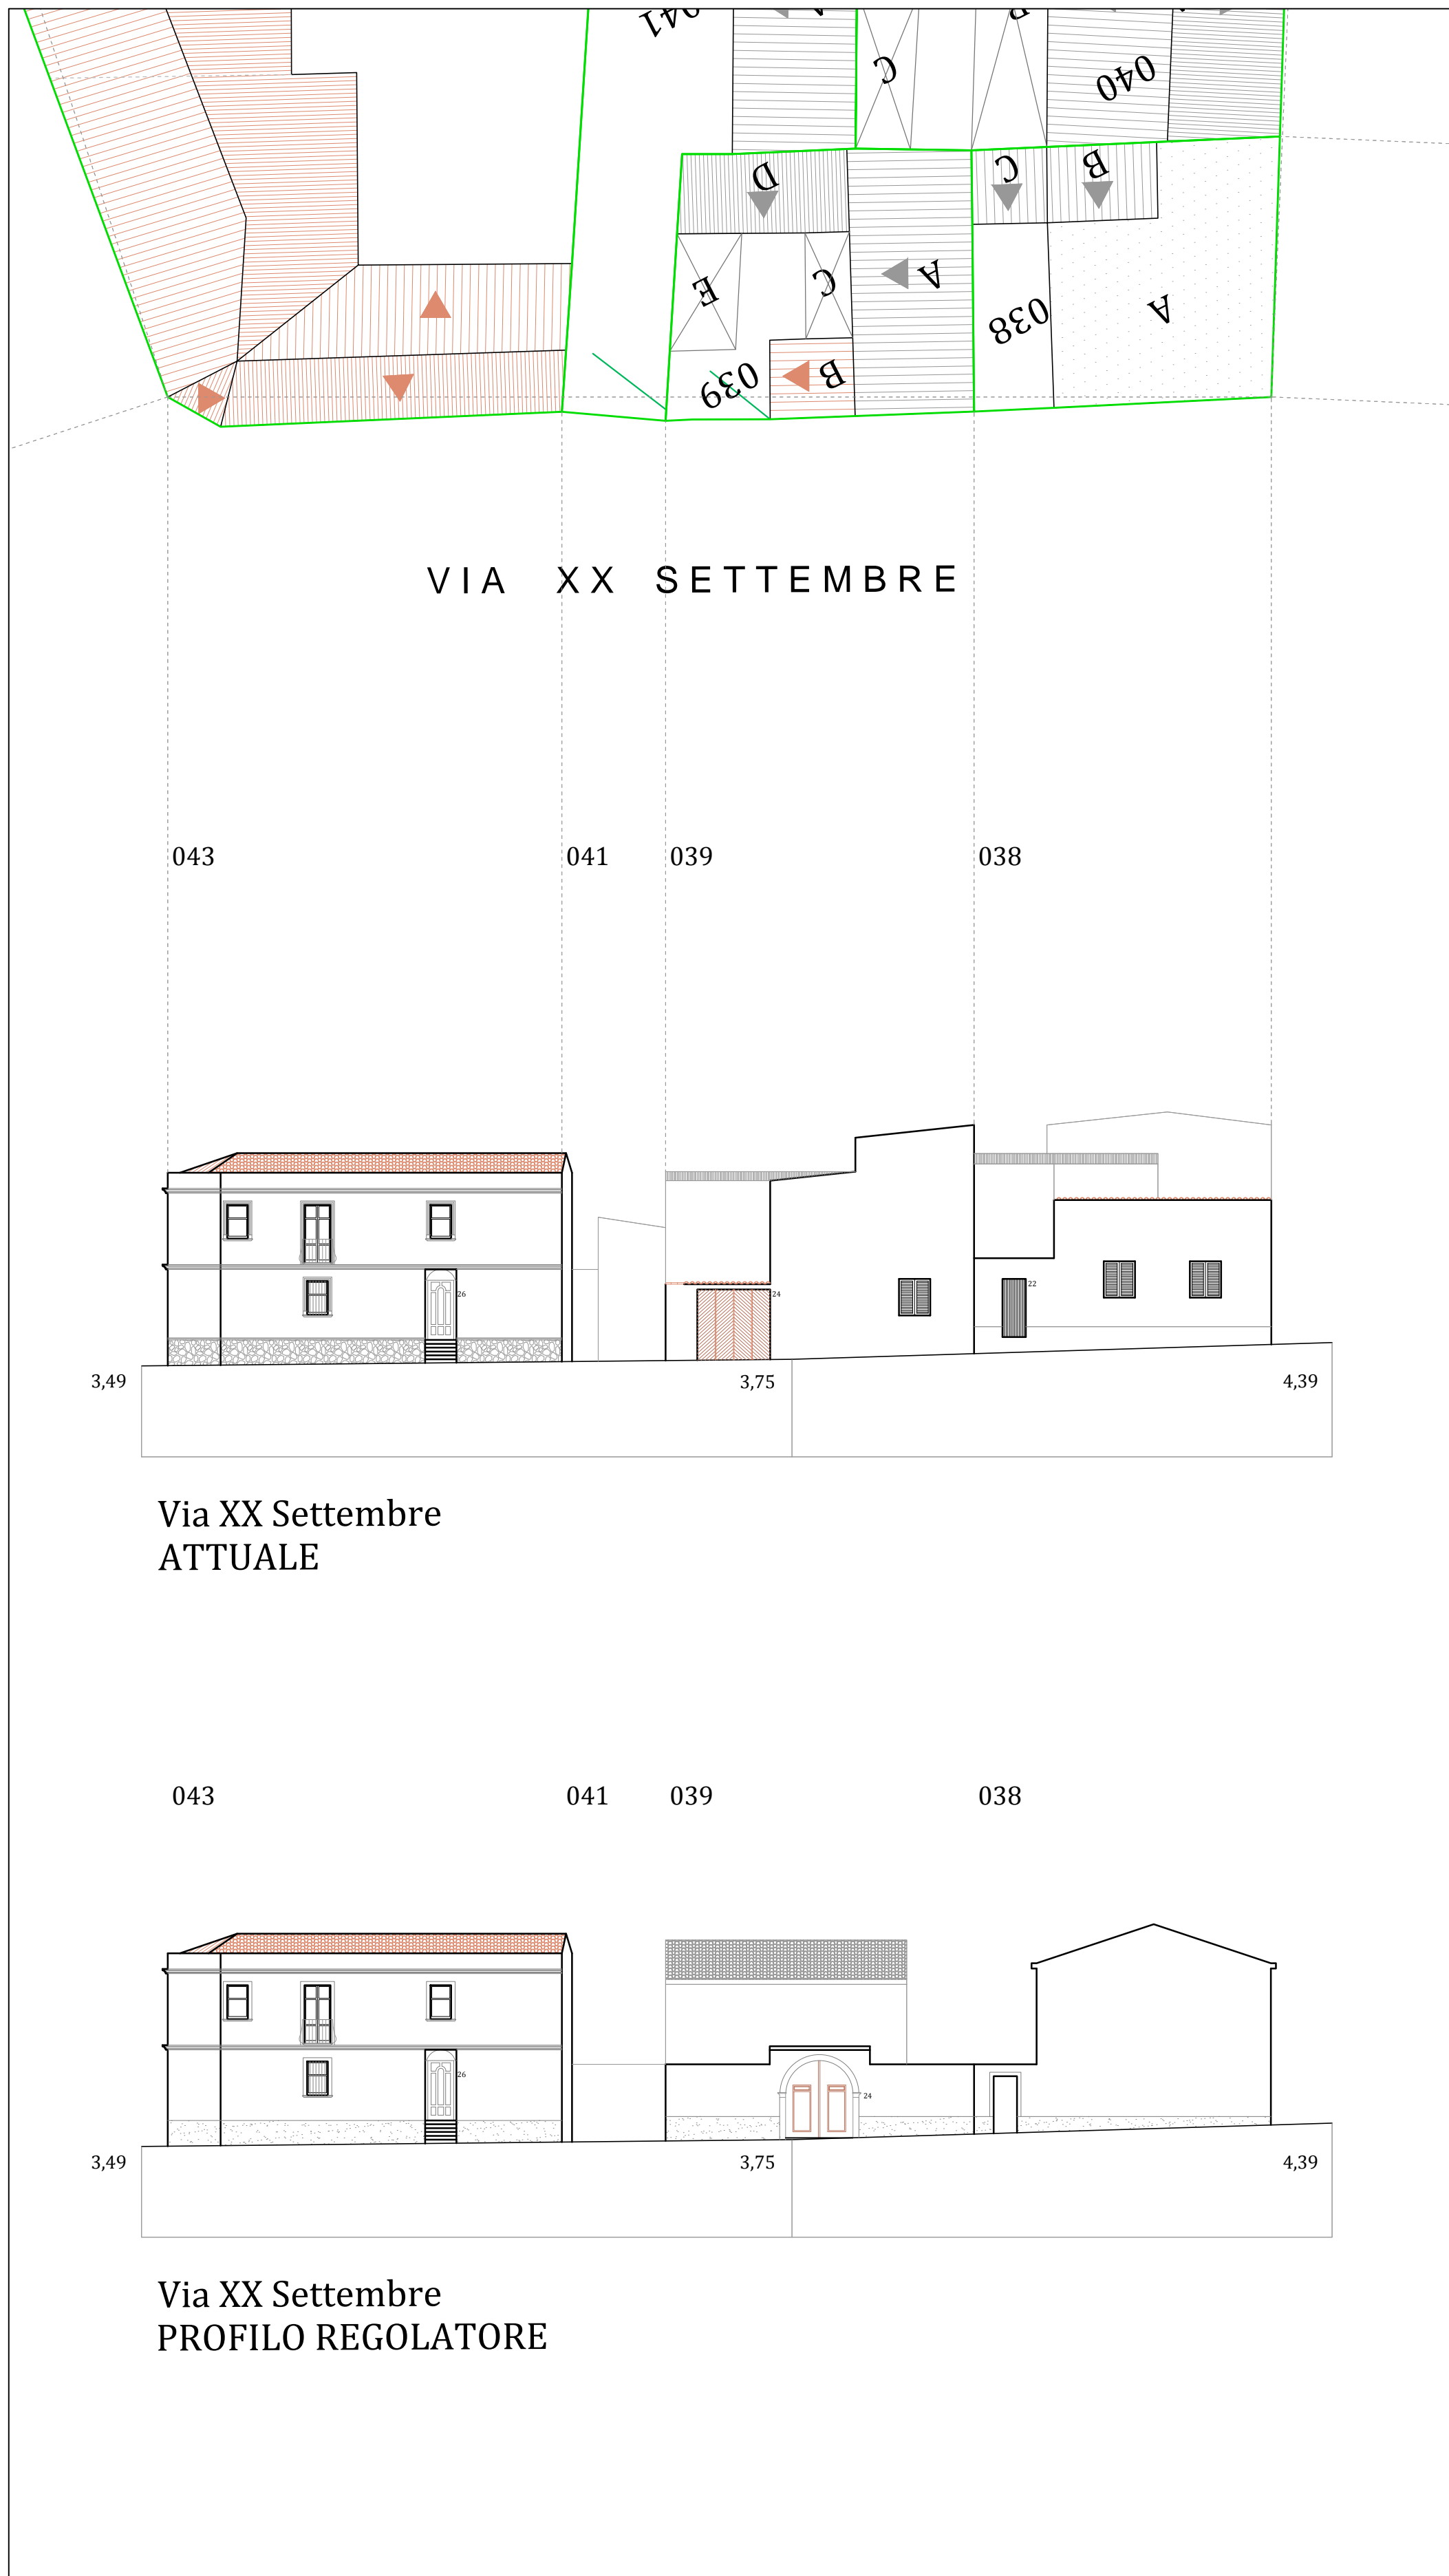 041
C
040
D
C
B
E
C
A
038
A
039
B
VIA XX SETTEMBRE
043 041 039 038
26
24
22
3,49 3,75 4,39
Via XX Settembre
ATTUALE
043 041 039 038
26
24
3,49 3,75 4,39
Via XX Settembre
PROFILO REGOLATORE